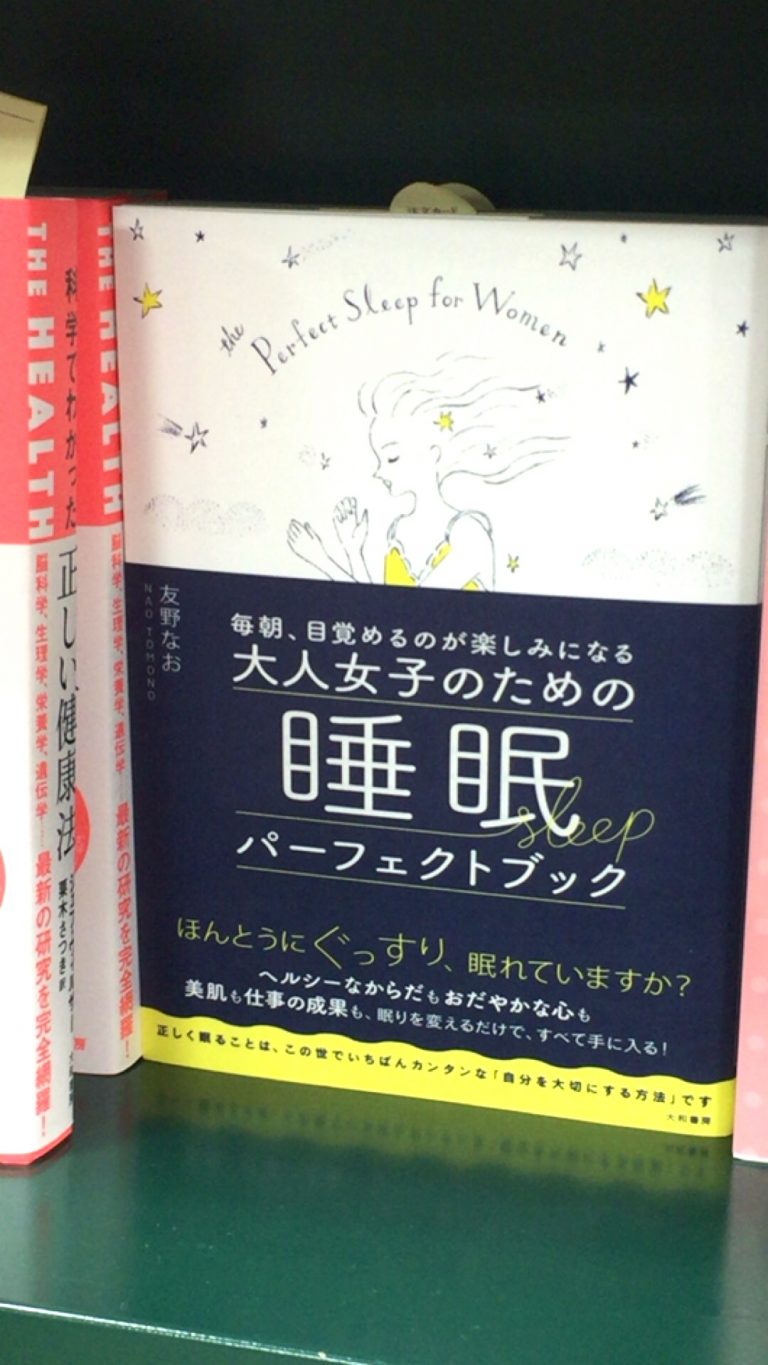 THE HEALTH
科学でわかった
正しい健康法
栗木さつき 訳
脳科学、生理学、栄養学、遺伝学…最新の研究を完全網羅！
THE HEALTH
脳科学、生理学、栄養学、遺伝学…最新の研究を完全網羅！
the Perfect Sleep for Women
友野なお
NAO TOMONO
毎朝、目覚めるのが楽しみになる
大人女子のための
睡眠
sleep
パーフェクトブック
ほんとうにぐっすり、眠れていますか？
ヘルシーなからだもおだやかな心も
美肌も仕事の成果も、眠りを変えるだけで、すべて手に入る！
正しく眠ることは、この世でいちばんカンタンな「自分を大切にする方法」です
大和書房